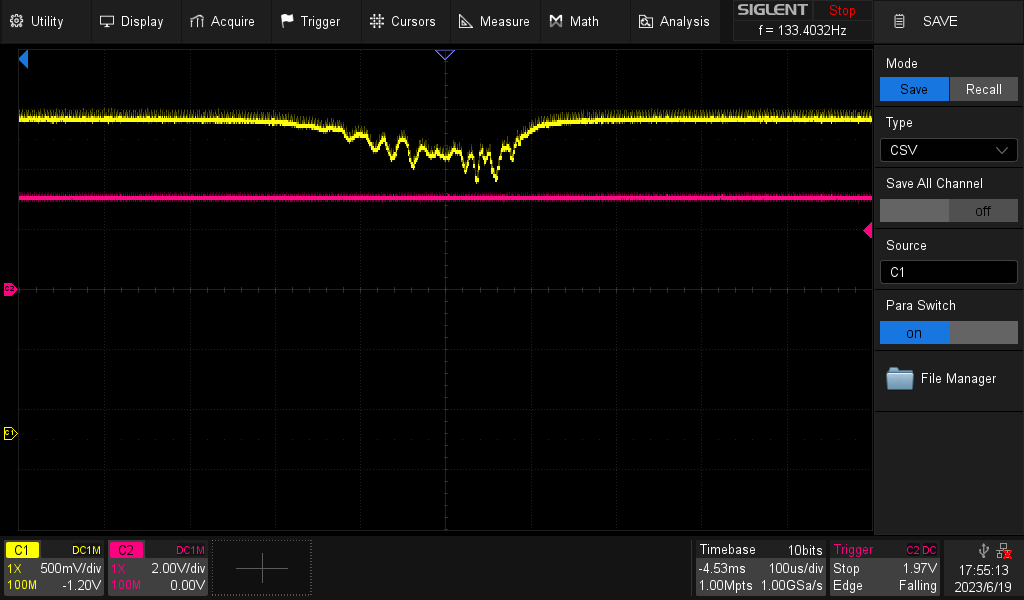 Utility Display Acquire Trigger Cursors Measure Math Analysis
SIGLENT Stop
f = 133.4032Hz
SAVE
Mode
Save Recall
Type
CSV
Save All Channel
off
Source
C1
Para Switch
on
File Manager
C2
C1
C1 DC1M
1X 500mV/div
100M -1.20V
C2 DC1M
1X 2.00V/div
100M 0.00V
Timebase 10bits
-4.53ms 100us/div
1.00Mpts 1.00GSa/s
Trigger C2 DC
Stop 1.97V
Edge Falling
17:55:13
2023/6/19